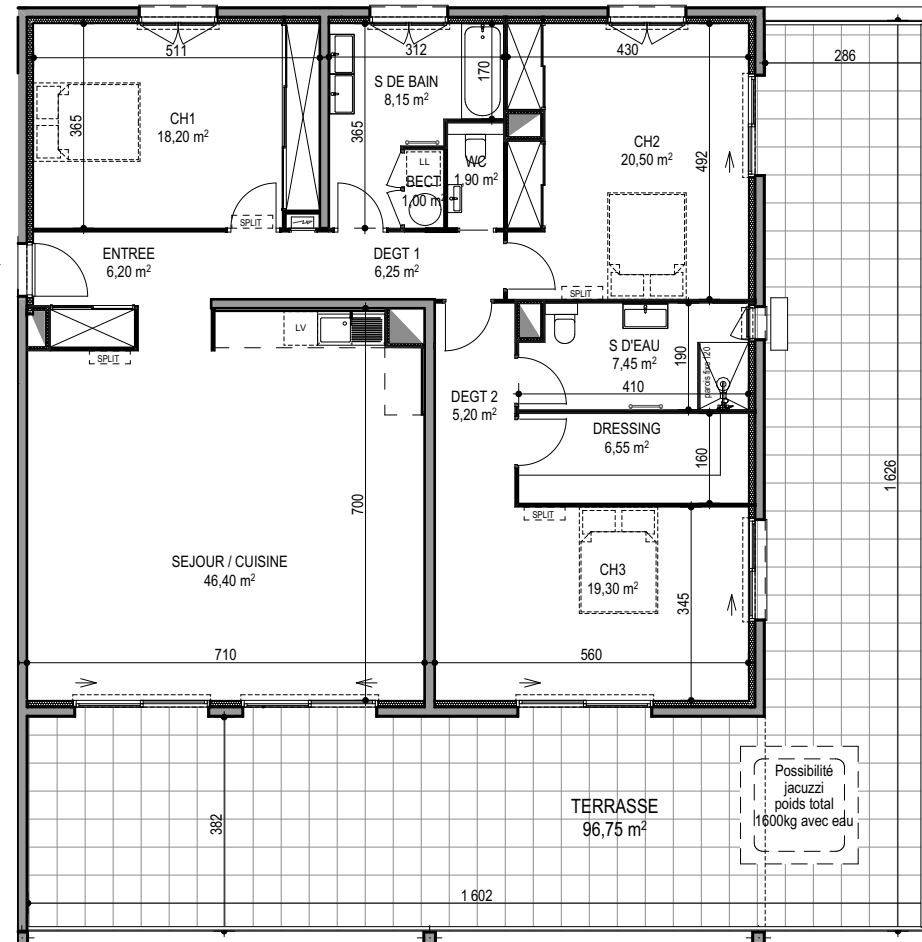 511
312
430
286
S DE BAIN
8,15 m²
170
365
CH1
18,20 m²
365
CH2
20,50 m²
492
LL
WC
1,90 m²
BECT
1,00 m²
SPLIT
ENTREE
6,20 m²
DEGT 1
6,25 m²
SPLIT
LV
SPLIT
S D'EAU
7,45 m²
190
parois fixe 120
410
DEGT 2
5,20 m²
DRESSING
6,55 m²
160
1 626
700
SPLIT
SEJOUR / CUISINE
46,40 m²
CH3
19,30 m²
345
710
560
382
TERRASSE
96,75 m²
Possibilité
jacuzzi
poids total
1600kg avec eau
1 602